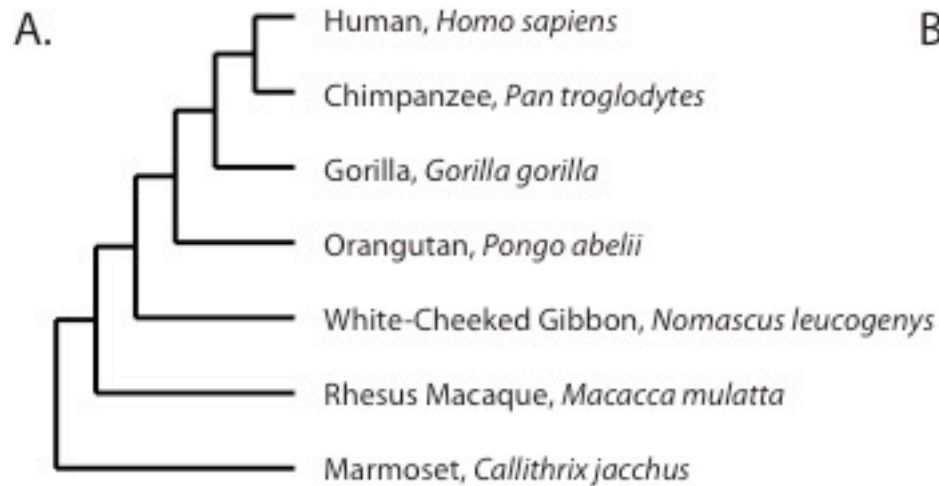 A.
B
Human, Homo sapiens
Chimpanzee, Pan troglodytes
Gorilla, Gorilla gorilla
Orangutan, Pongo abelii
White-Cheeked Gibbon, Nomascus leucogenys
Rhesus Macaque, Macacca mulatta
Marmoset, Callithrix jacchus